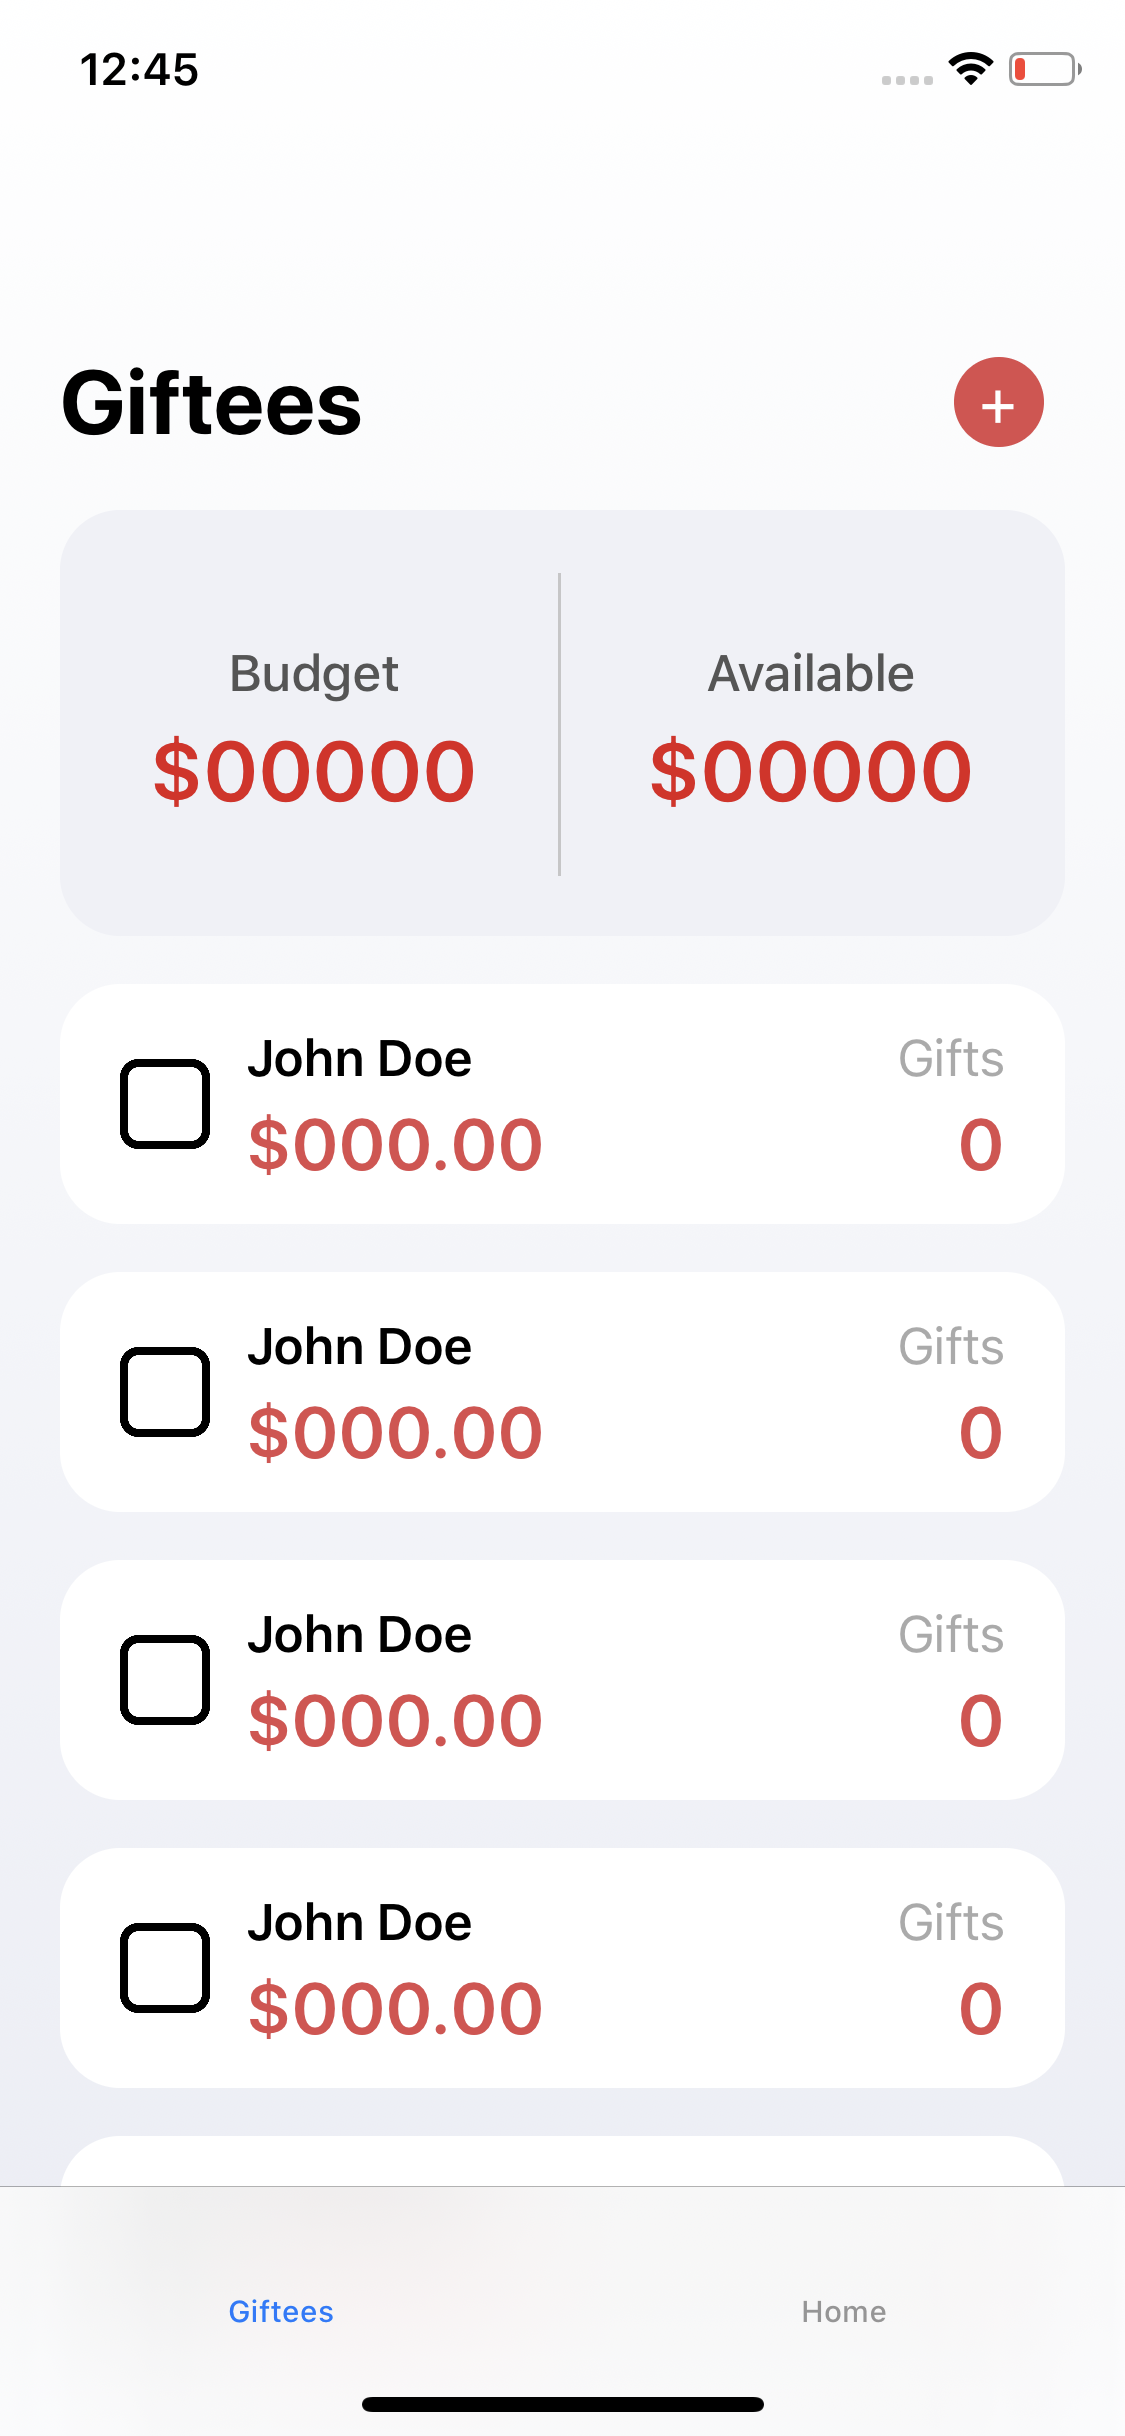 12:45
Giftees
+
Budget
Available
$00000
$00000
John Doe
Gifts
$000.00
0
John Doe
Gifts
$000.00
0
John Doe
Gifts
$000.00
0
John Doe
Gifts
$000.00
0
Giftees
Home